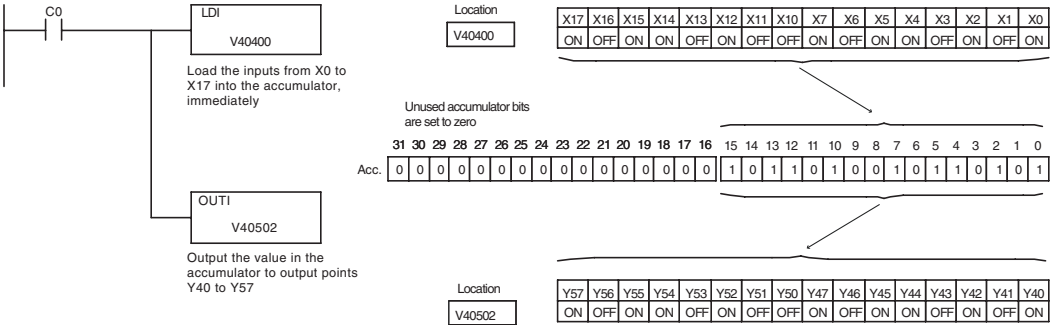 C0
LDI
V40400
Load the inputs from X0 to
X17 into the accumulator,
immediately
Location
V40400
X17 X16 X15 X14 X13 X12 X11 X10 X7 X6 X5 X4 X3 X2 X1 X0
ON OFF ON ON OFF ON OFF OFF ON OFF ON ON OFF ON OFF ON
Unused accumulator bits
are set to zero
31 30 29 28 27 26 25 24 23 22 21 20 19 18 17 16 15 14 13 12 11 10 9 8 7 6 5 4 3 2 1 0
Acc. 0 0 0 0 0 0 0 0 0 0 0 0 0 0 0 0 1 0 1 1 0 1 0 0 1 0 1 1 0 1 0 1
OUTI
V40502
Output the value in the
accumulator to output points
Y40 to Y57
Location
V40502
Y57 Y56 Y55 Y54 Y53 Y52 Y51 Y50 Y47 Y46 Y45 Y44 Y43 Y42 Y41 Y40
ON OFF ON ON OFF ON OFF OFF ON OFF ON ON OFF ON OFF ON